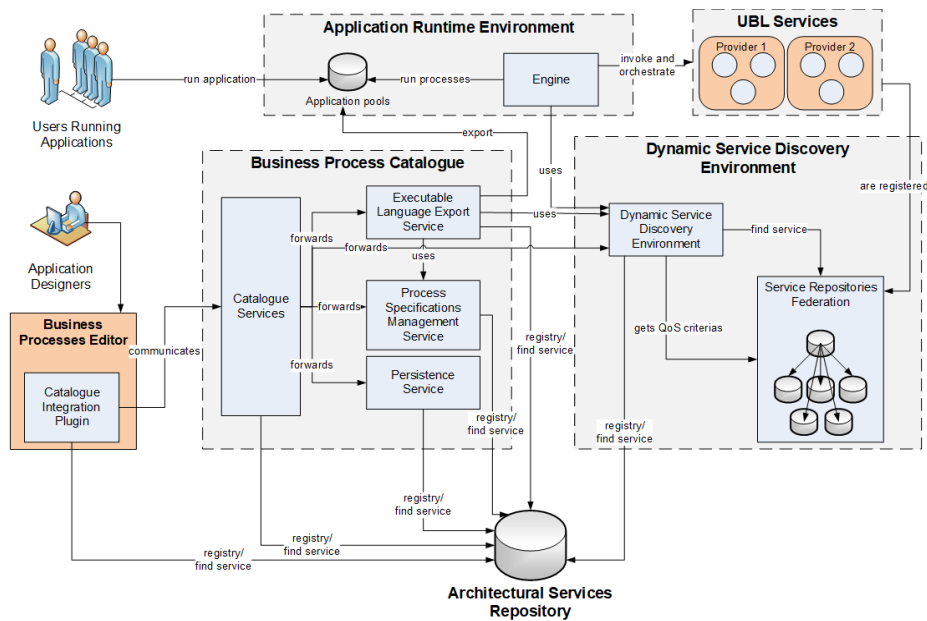 Application Runtime Environment
UBL Services
Provider 1
Provider 2
invoke and
orchestrate
Engine
run application
run processes
Application pools
Users Running
Applications
export
Business Process Catalogue
Dynamic Service Discovery
Environment
uses
are registered
Executable
Language Export
Service
uses
Dynamic Service
Discovery
Environment
find service
forwards
forwards
uses
Application
Designers
Catalogue
Services
forwards
Process
Specifications
Management
Service
Service Repositories
Federation
Business
Processes Editor
communicates
registry/
find service
gets QoS criterias
forwards
Persistence
Service
Catalogue
Integration
Plugin
registry/
find service
registry/
find service
registry/
find service
registry/
find service
registry/
find service
Architectural Services
Repository